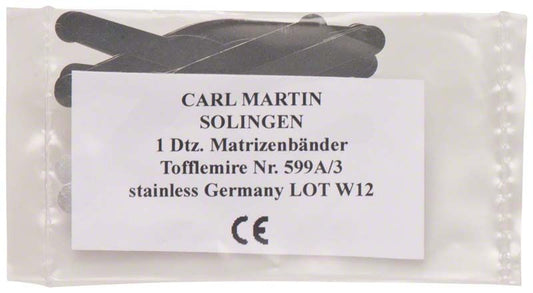 CARL MARTIN
SOLINGEN
1 Dtz. Matrizenbänder
Tofflemire Nr. 599A/3
stainless Germany LOT W12
CE